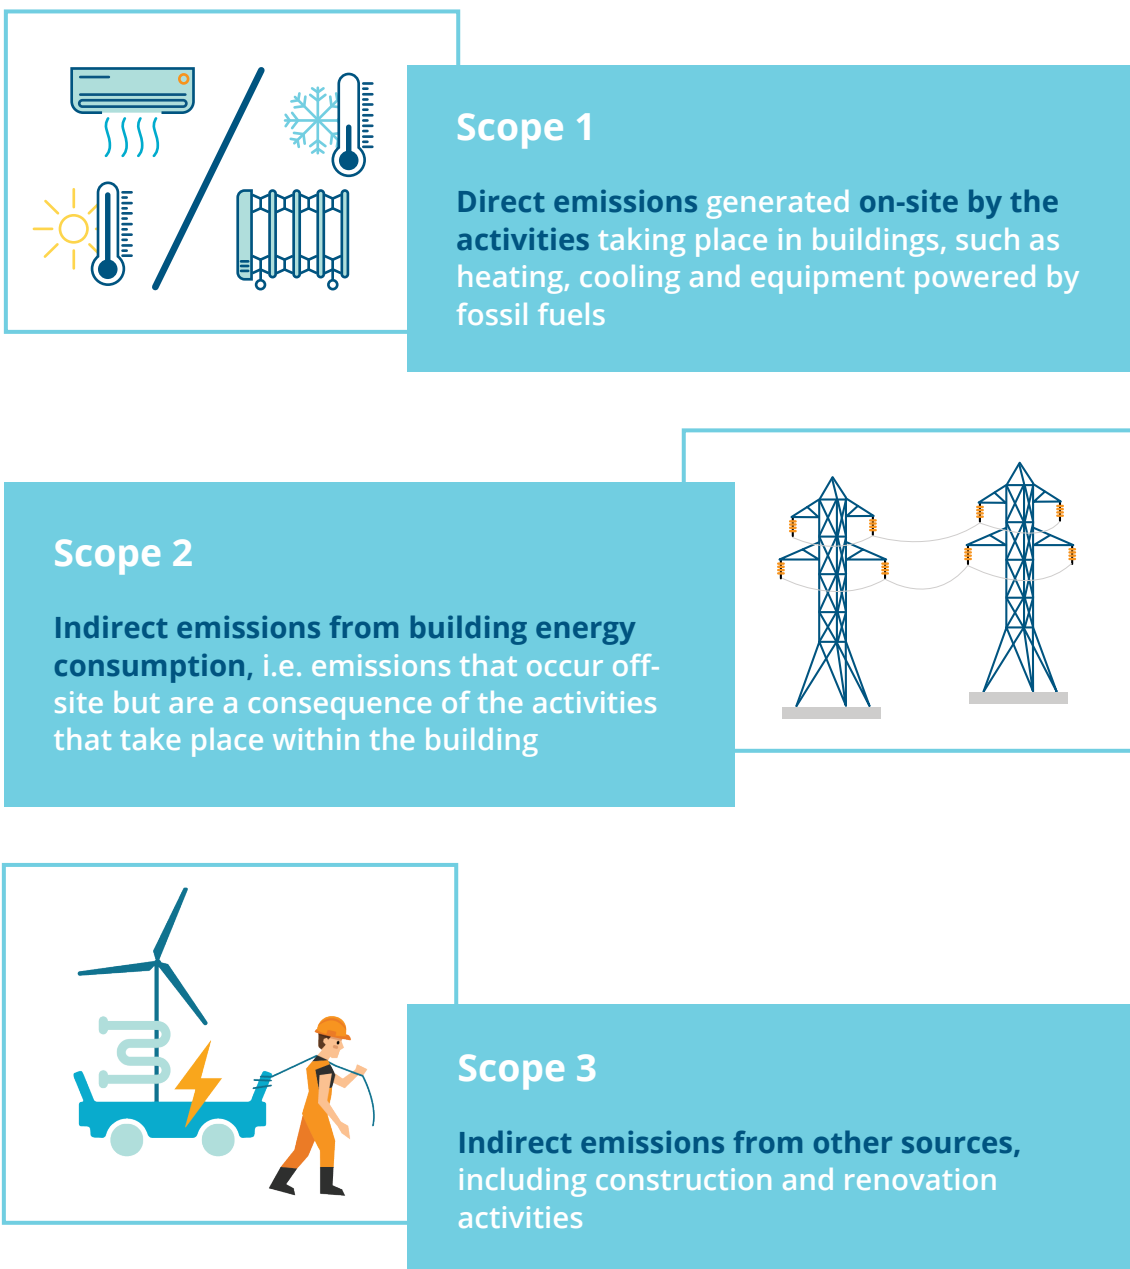 Scope 1
Direct emissions generated on-site by the
activities taking place in buildings, such as
heating, cooling and equipment powered by
fossil fuels
Scope 2
Indirect emissions from building energy
consumption, i.e. emissions that occur off-
site but are a consequence of the activities
that take place within the building
Scope 3
Indirect emissions from other sources,
including construction and renovation
activities